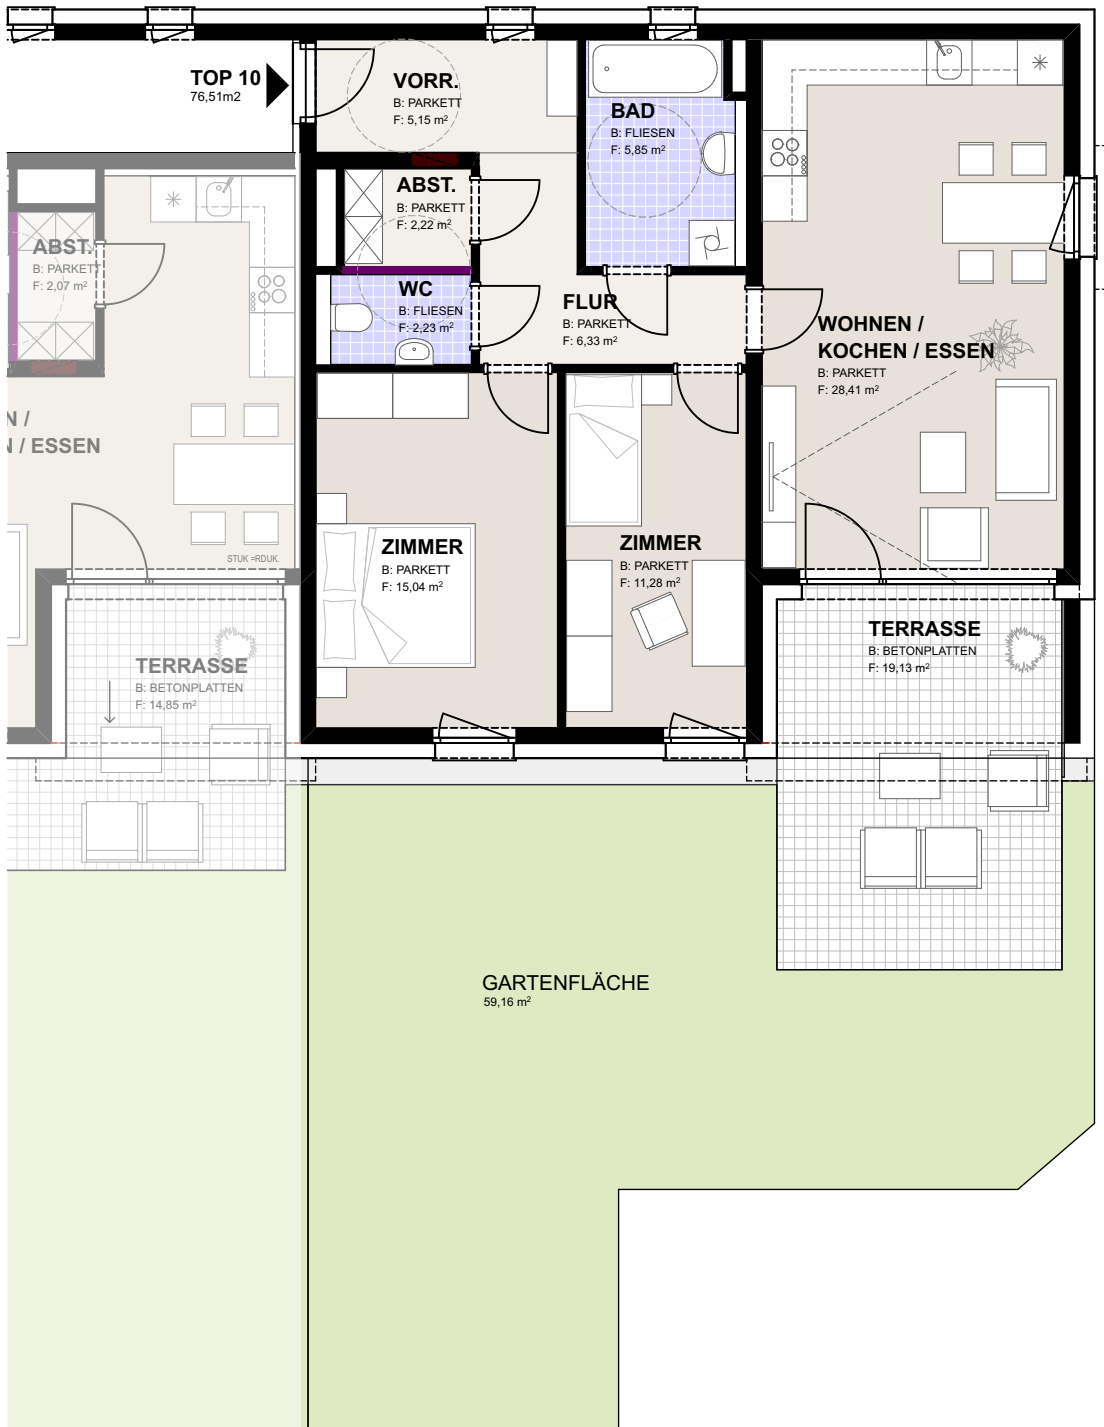 TOP 10
76,51m2
VORR.
B: PARKETT
F: 5,15 m²
BAD
B: FLIESEN
F: 5,85 m²
ABST.
B: PARKETT
F: 2,22 m²
ABST.
B: PARKETT
F: 2,07 m²
WC
B: FLIESEN
F: 2,23 m²
FLUR
B: PARKETT
F: 6,33 m²
WOHNEN /
KOCHEN / ESSEN
B: PARKETT
F: 28,41 m²
N /
N / ESSEN
STUK =RDUK.
ZIMMER
B: PARKETT
F: 15,04 m²
ZIMMER
B: PARKETT
F: 11,28 m²
TERRASSE
B: BETONPLATTEN
F: 14,85 m²
TERRASSE
B: BETONPLATTEN
F: 19,13 m²
GARTENFLÄCHE
59,16 m²